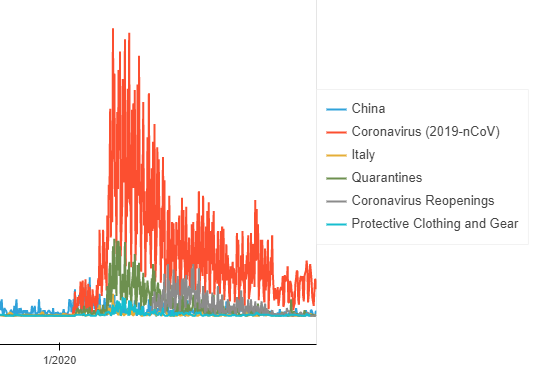 China
Coronavirus (2019-nCoV)
Italy
Quarantines
Coronavirus Reopenings
Protective Clothing and Gear
1/2020